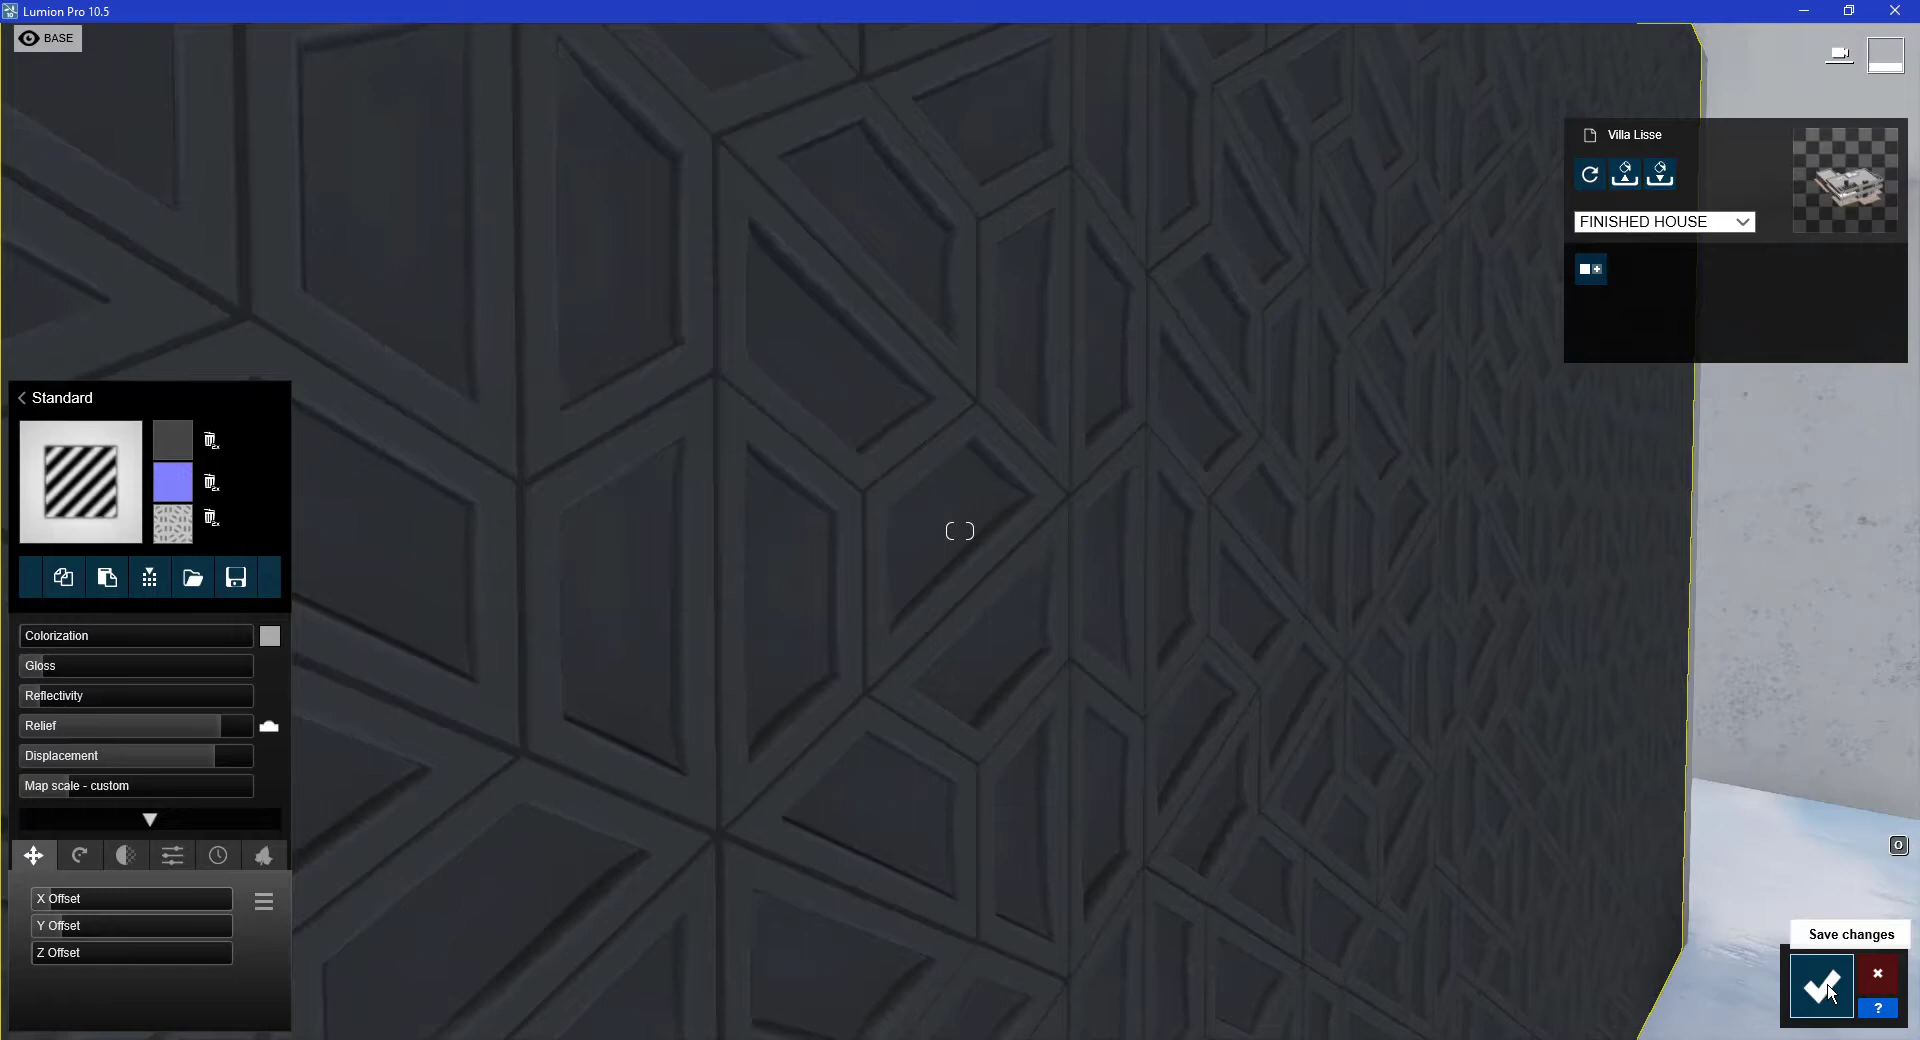 Lumion Pro 10.5
BASE
Villa Lisse
FINISHED HOUSE
Standard
Colorization
Gloss
Reflectivity
Relief
Displacement
Map scale - custom
X Offset
Y Offset
Z Offset
O
Save changes
?